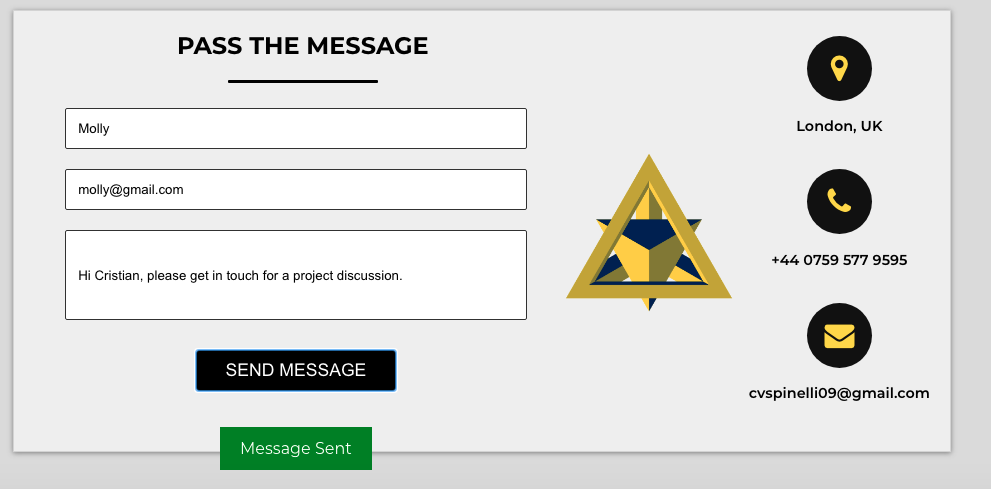 PASS THE MESSAGE
Molly
molly@gmail.com
Hi Cristian, please get in touch for a project discussion.
SEND MESSAGE
Message Sent
London, UK
+44 0759 577 9595
cvspinelli09@gmail.com